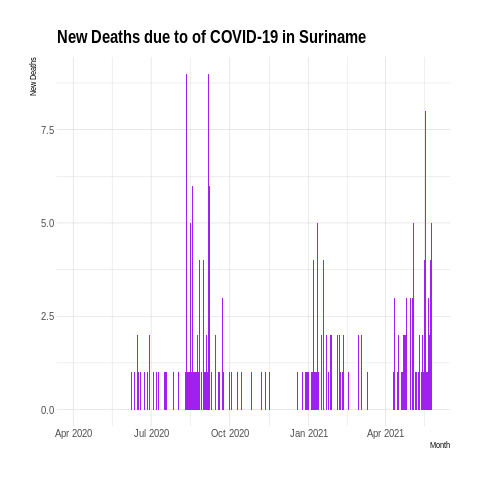 New Deaths due to of COVID-19 in Suriname
New Deaths
7.5
5.0
2.5
0.0
Apr 2020 Jul 2020 Oct 2020 Jan 2021 Apr 2021
Month